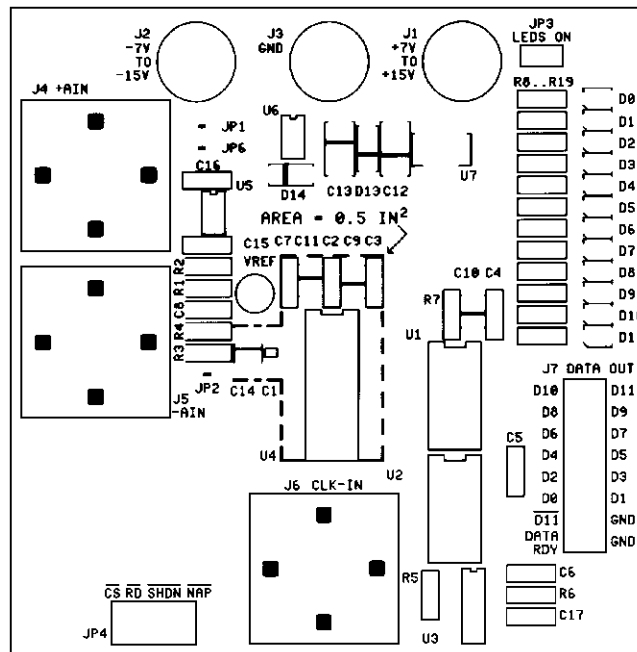 J2
-7V
TO
-15V
J3
GND
J1
+7V
TO
+15V
JP3
LEDS ON
J4 +AIN
R8..R19
D0
D1
D2
D3
D4
D5
D6
D7
D8
D9
D10
D1
JP1
JP6
U6
C16
U5
D14
C13 D13 C12
U7
AREA = 0.5 IN²
C15
C7 C11 C2 C9 C3
VREF
R2
R1
C8
R4
R3
C10 C4
R7
U1
JP2
C14 C1
J5
-AIN
U4
U2
J7 DATA OUT
D10 D11
D8 D9
D6 D7
D4 D5
D2 D3
D0 D1
D11 GND
DATA
RDY GND
C5
J6 CLK-IN
R5
U3
C6
R6
C17
CS RD SHDN NAP
JP4